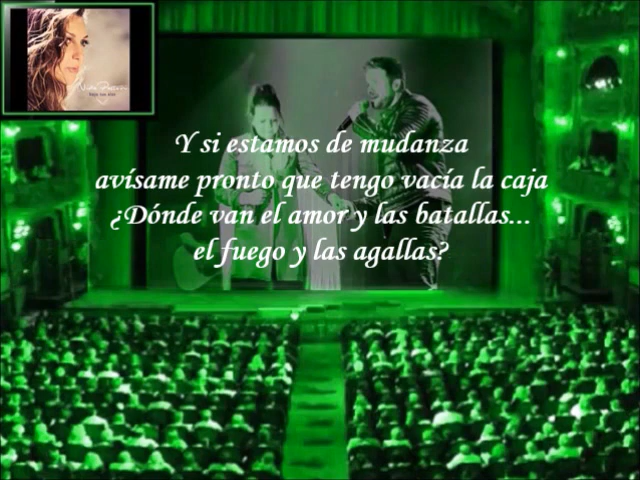 Y si estamos de mudanza
avísame pronto que tengo vacía la caja
¿Dónde van el amor y las batallas...
el fuego y las agallas?